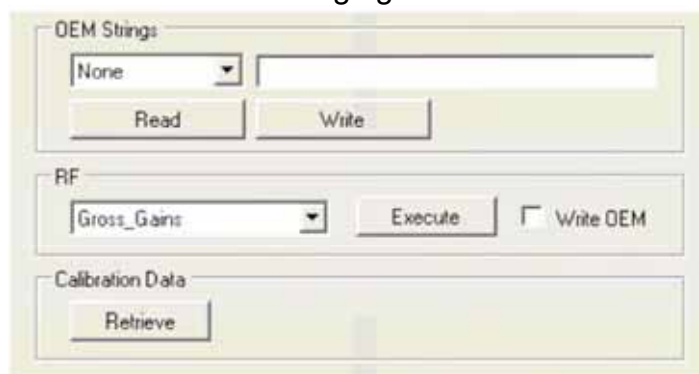 OEM Strings
None
Read Write
RF
Gross_Gains Execute Write OEM
Calibration Data
Retrieve